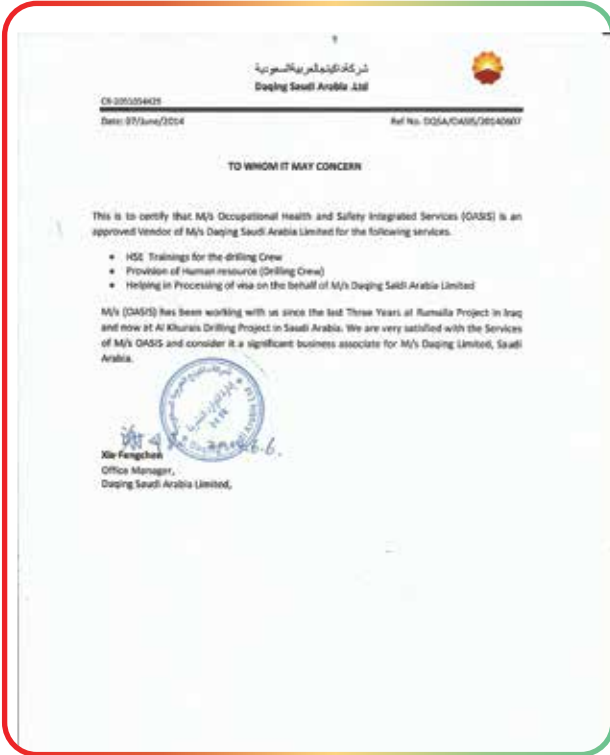 شركة داكينج العربية السعودية
Daqing Saudi Arabia .Ltd
CR-2051054425
Date: 07/June/2014 Ref No. DQSA/OASIS/20140607
TO WHOM IT MAY CONCERN
This is to certify that M/s Occupational Health and Safety Integrated Services (OASIS) is an
approved Vendor of M/s Daqing Saudi Arabia Limited for the following services.
• HSE Trainings for the drilling Crew
• Provision of Human resource (Drilling Crew)
• Helping in Processing of visa on the behalf of M/s Daqing Saidi Arabia Limited
M/s (OASIS) has been working with us since the last Three Years at Rumaila Project in Iraq
and now at Al Khurais Drilling Project in Saudi Arabia. We are very satisfied with the Services
of M/s OASIS and consider it a significant business associate for M/s Daqing Limited, Saudi
Arabia.
Xie Fengchen
Office Manager,
Daqing Saudi Arabia Limited,